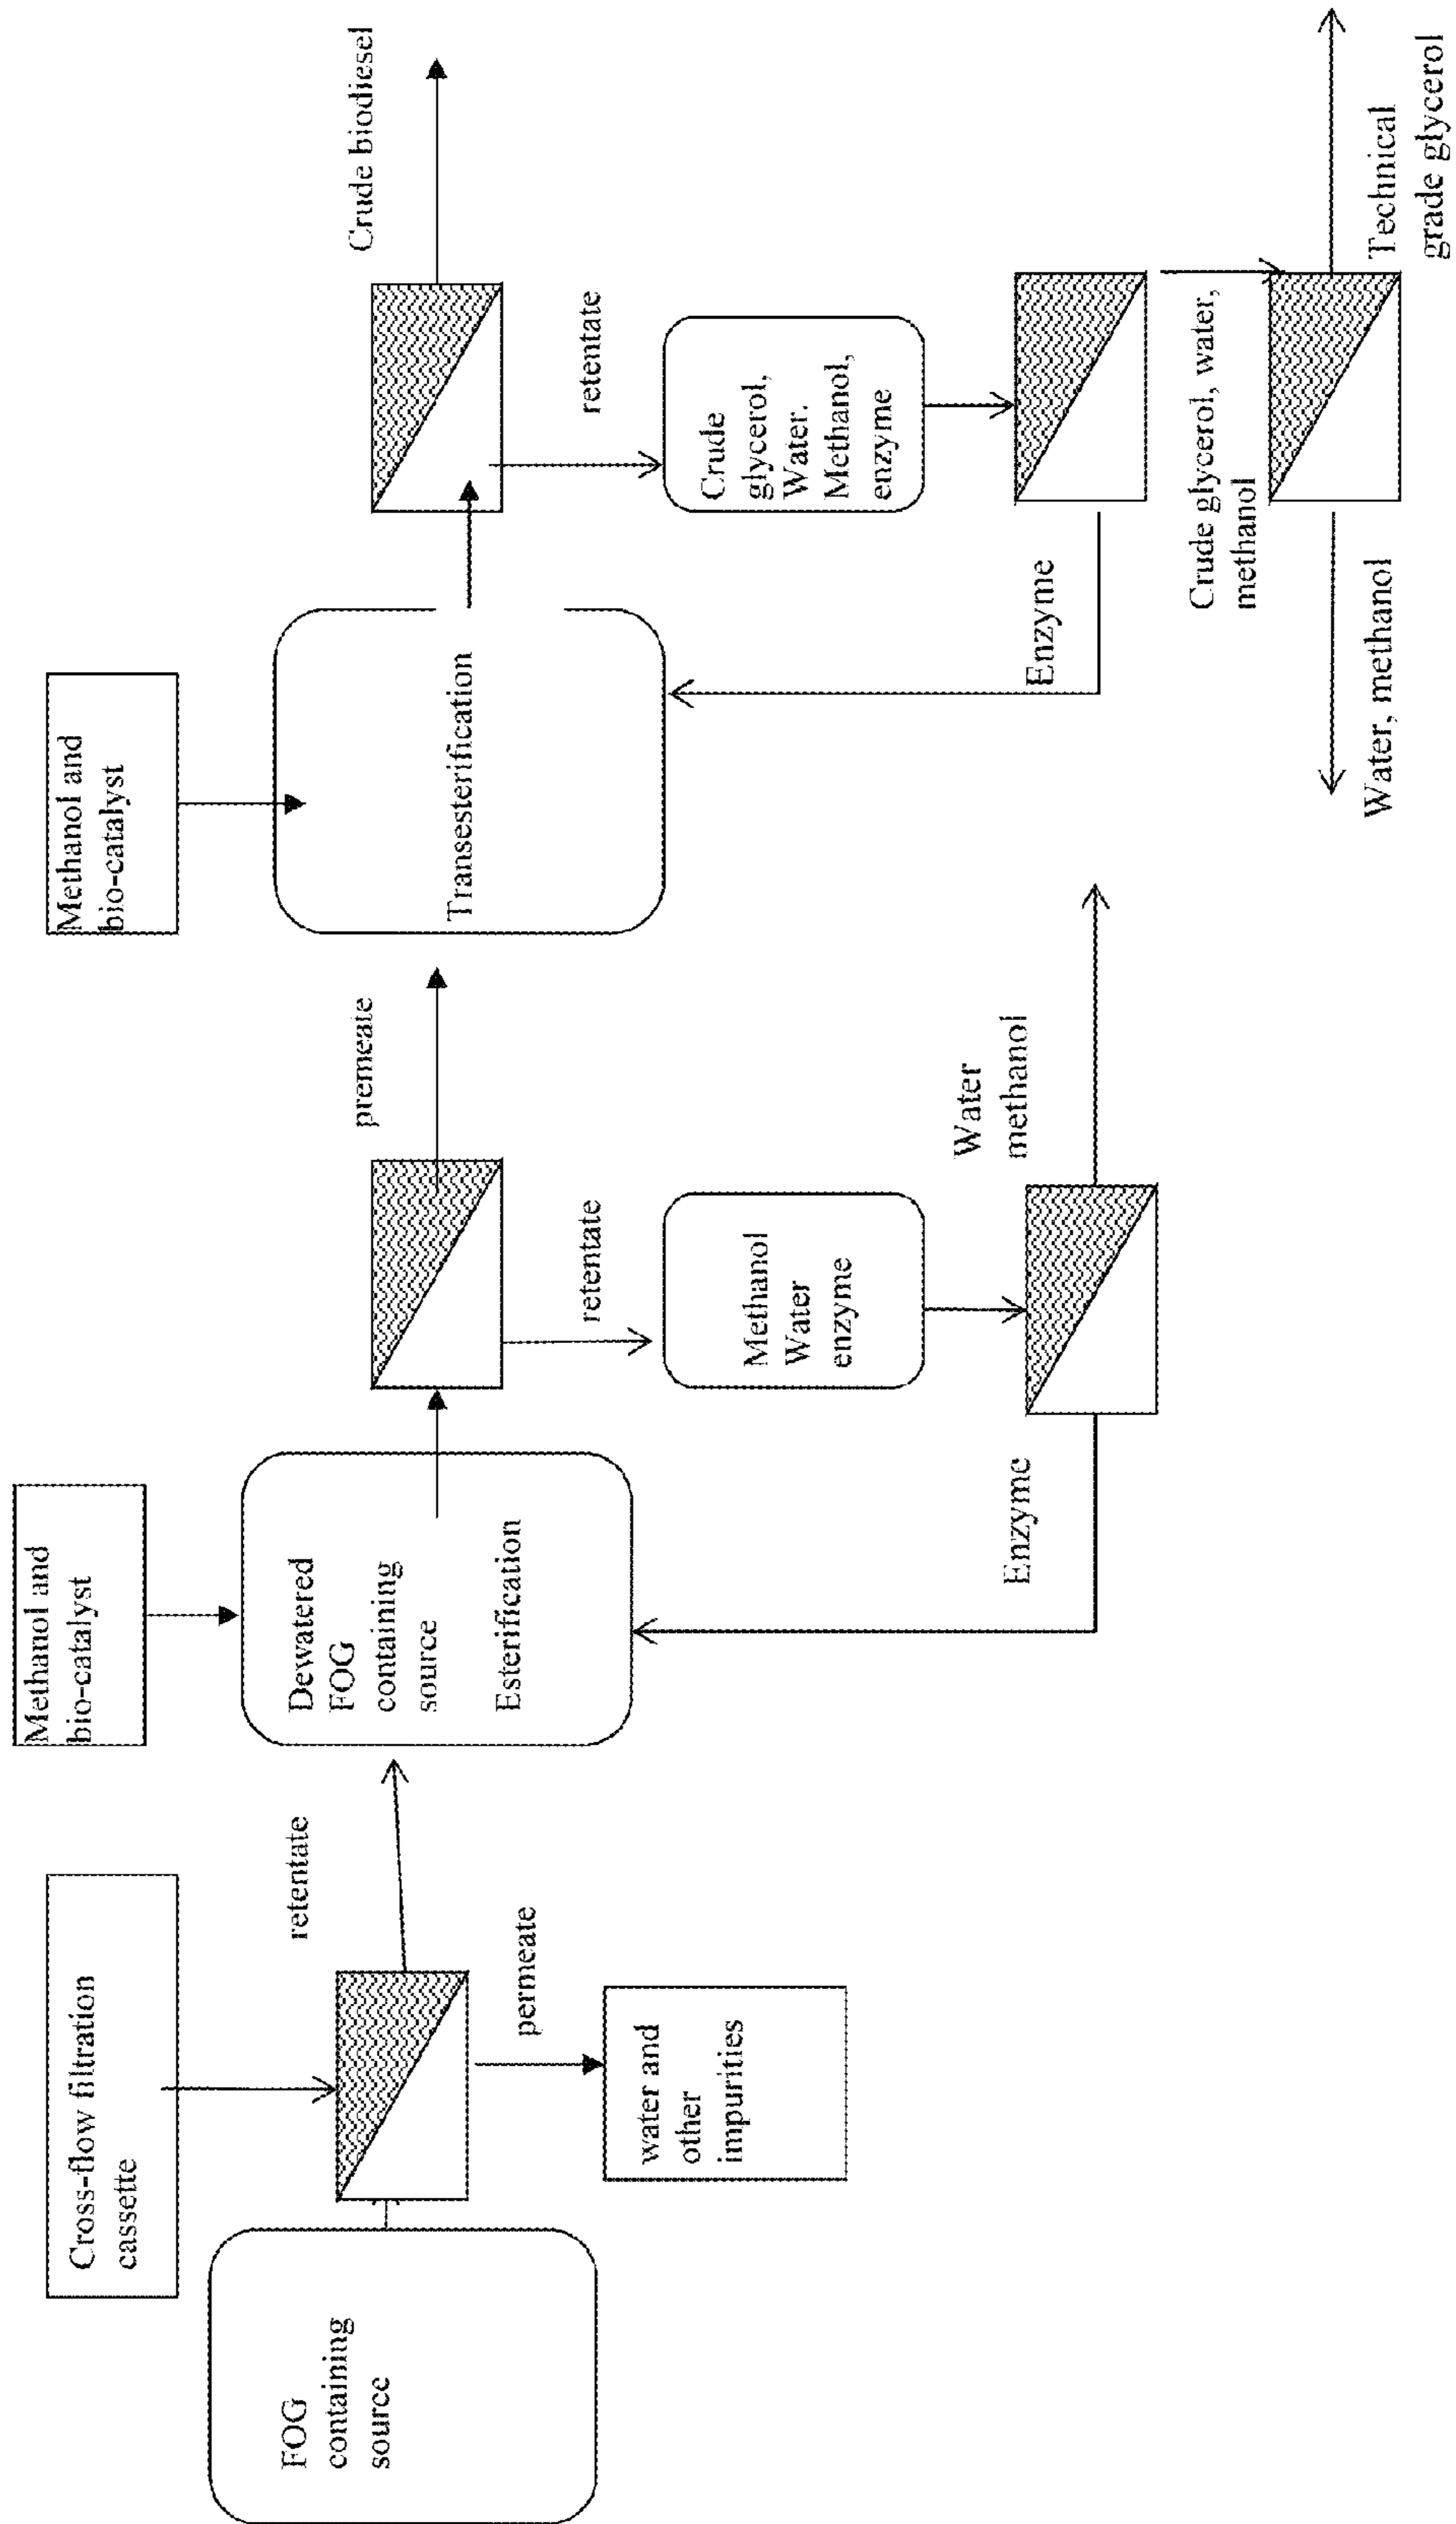 Cross-flow filtration
cassette
FOG
containing
source
retentate
permeate
water and
other
impurities
Methanol and
bio-catalyst
Dewatered
FOG
containing
source
Esterification
premeate
retentate
Methanol
Water
enzyme
Enzyme
Water
methanol
Methanol and
bio-catalyst
Transesterification
Crude biodiesel
retentate
Crude
glycerol,
Water.
Methanol,
enzyme
Enzyme
Crude glycerol, water,
methanol
Water, methanol
Technical
grade glycerol